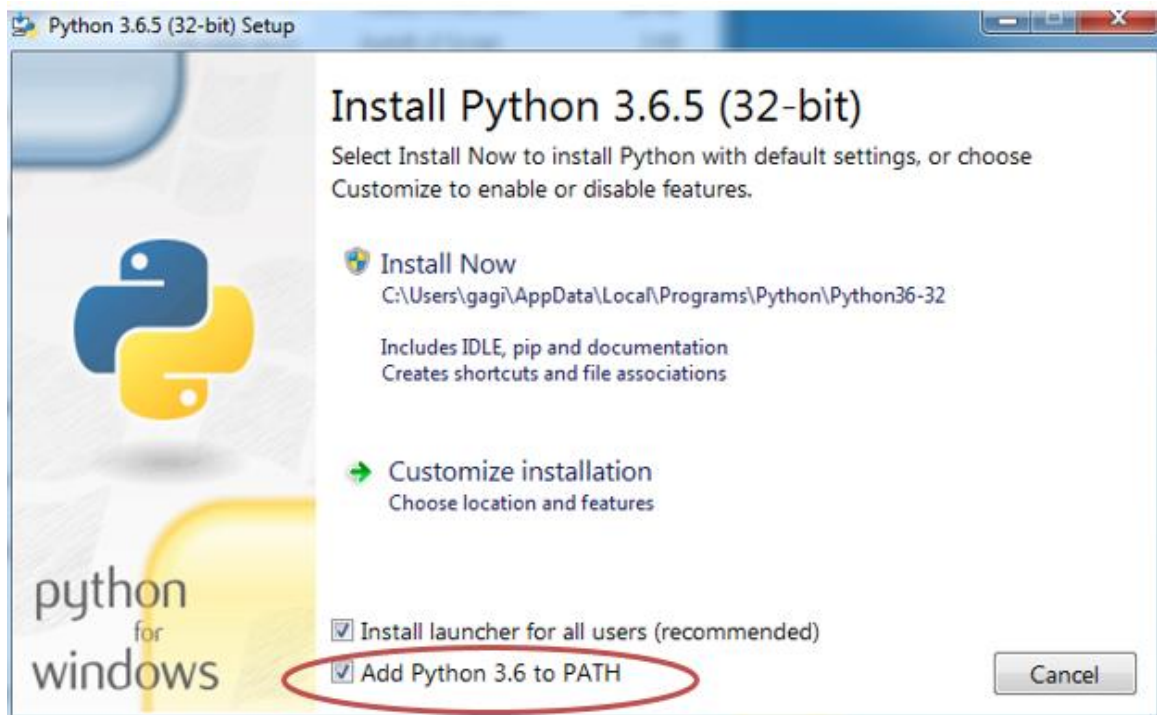 Python 3.6.5 (32-bit) Setup
Install Python 3.6.5 (32-bit)
Select Install Now to install Python with default settings, or choose
Customize to enable or disable features.
Install Now
C:\Users\gagi\AppData\Local\Programs\Python\Python36-32
Includes IDLE, pip and documentation
Creates shortcuts and file associations
Customize installation
Choose location and features
python
for
windows
Install launcher for all users (recommended)
Add Python 3.6 to PATH
Cancel